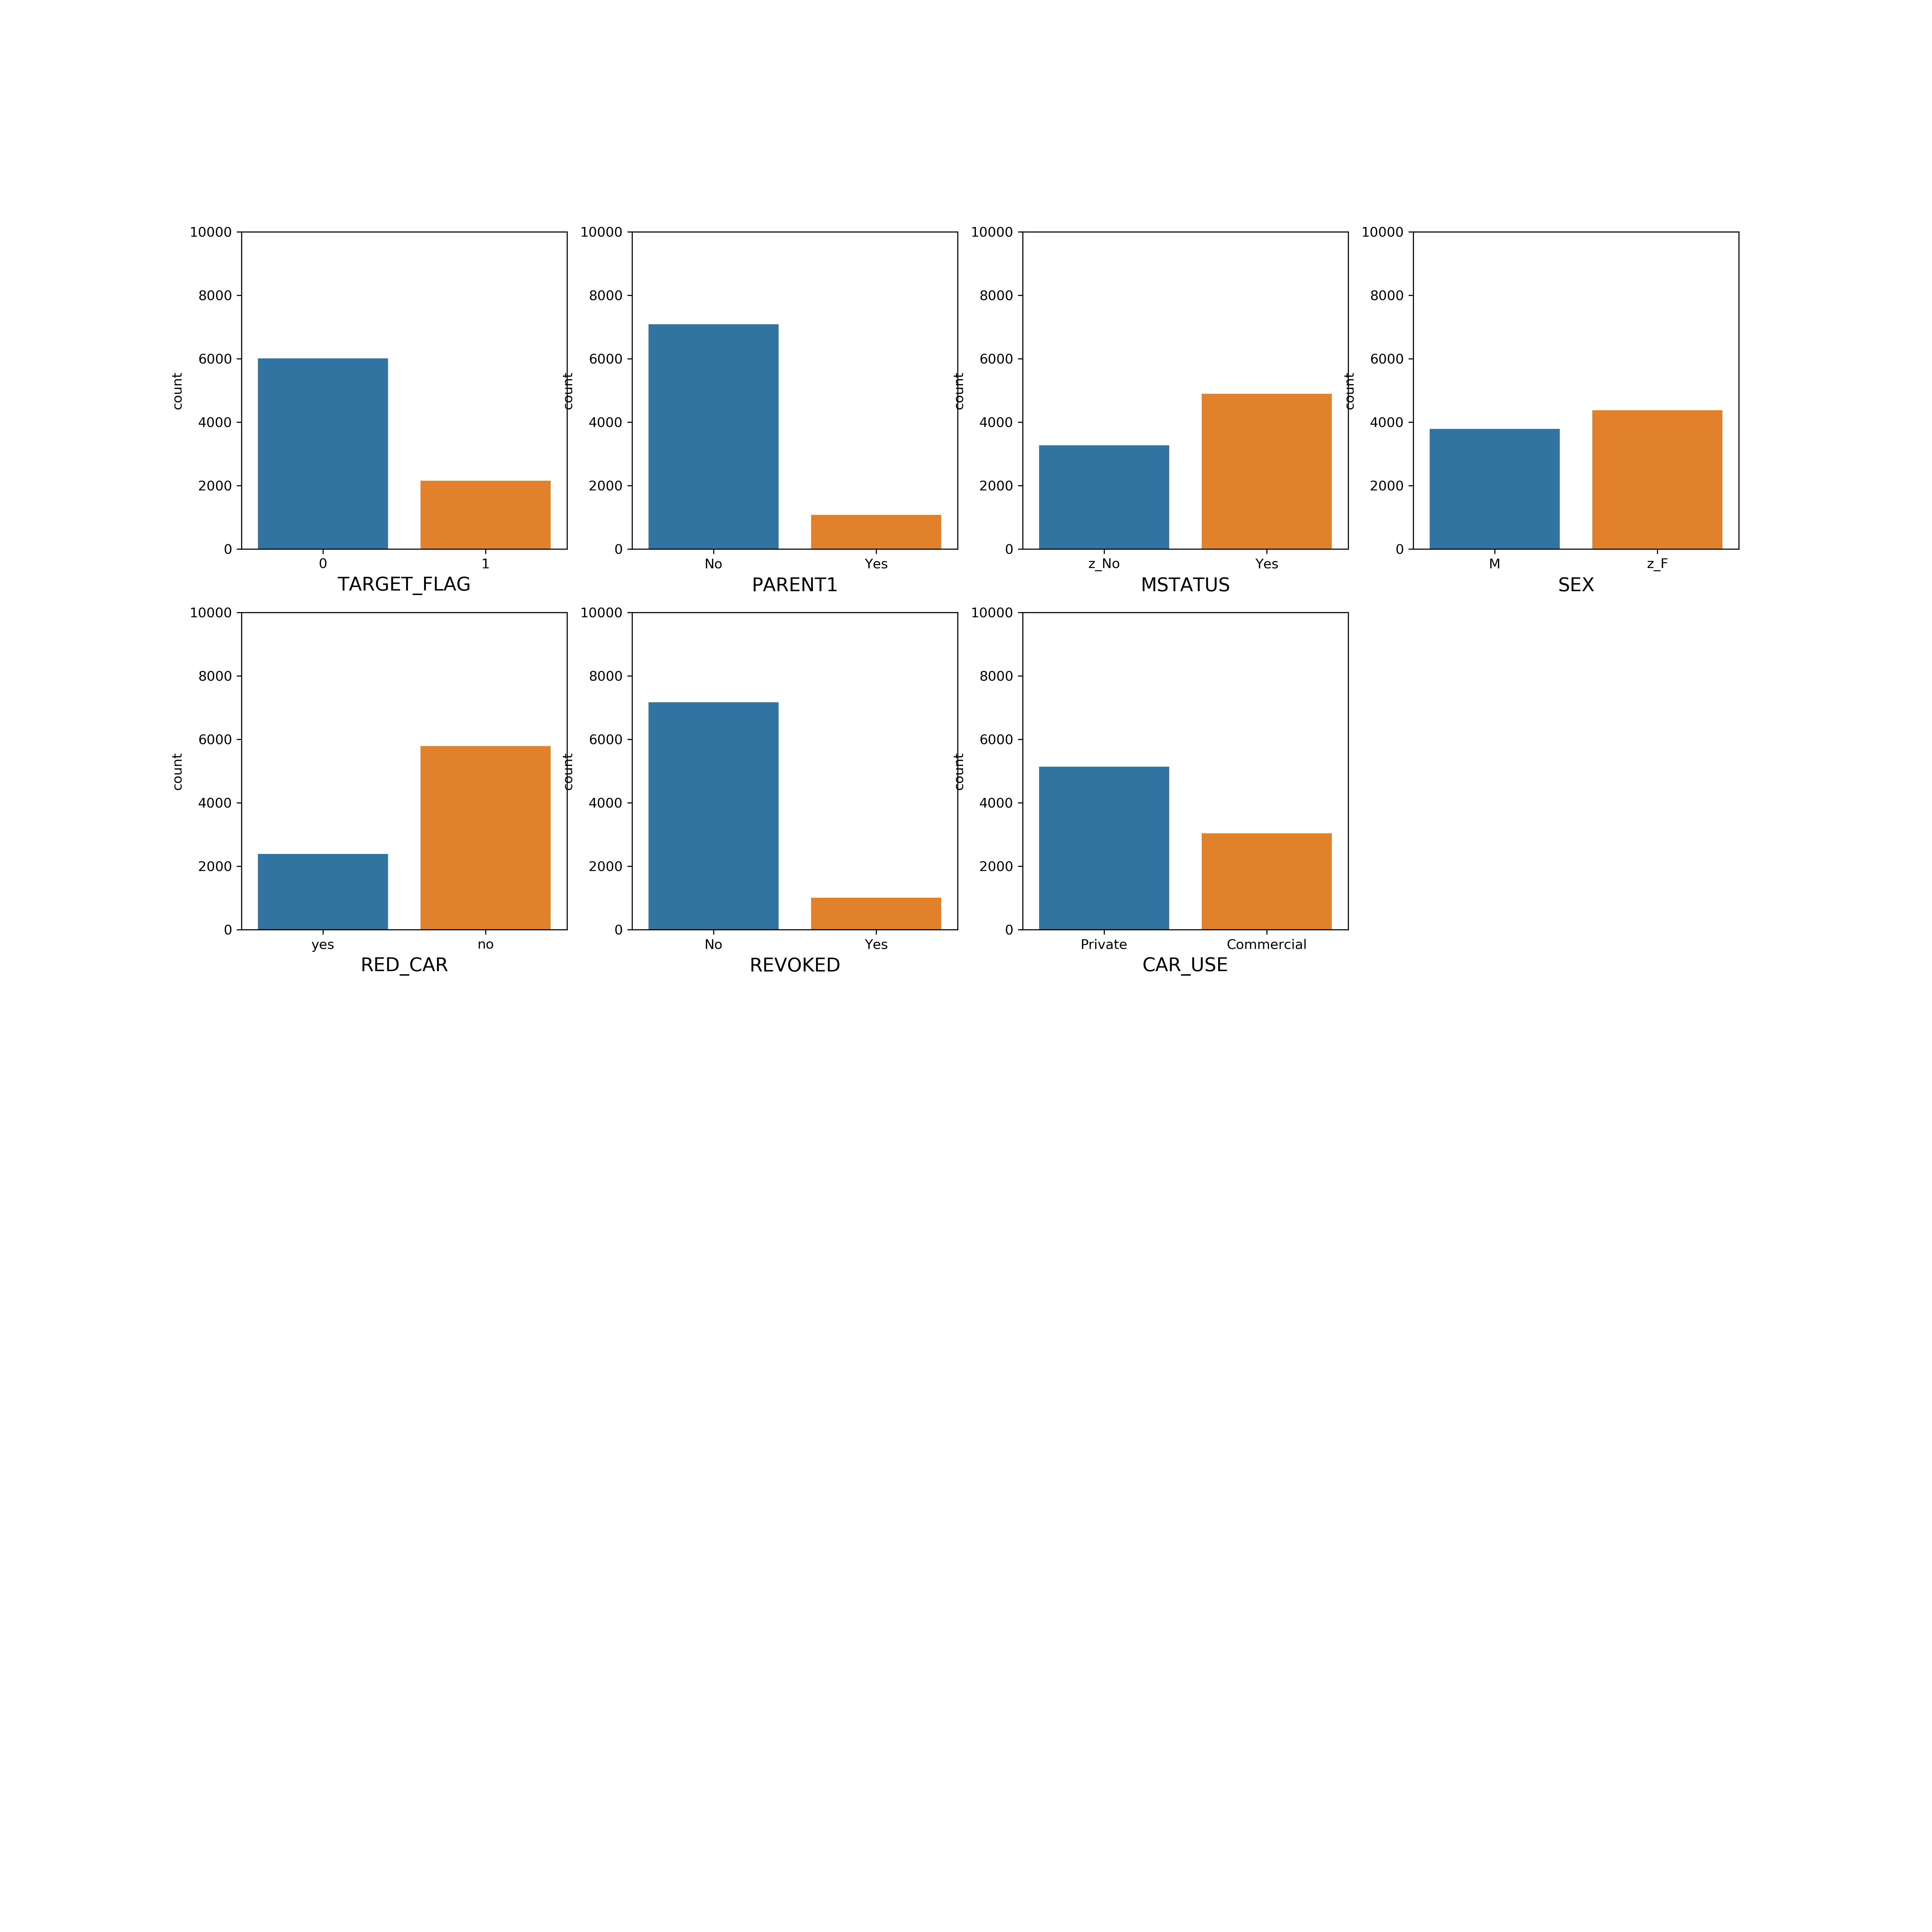 10000 10000 10000 10000
8000 8000 8000 8000
6000 6000 6000 6000
count count count count
4000 4000 4000 4000
2000 2000 2000 2000
0 0 0 0
0 1 No Yes z_No Yes M z_F
TARGET_FLAG PARENT1 MSTATUS SEX
10000 10000 10000
8000 8000 8000
6000 6000 6000
count count count
4000 4000 4000
2000 2000 2000
0 0 0
yes no No Yes Private Commercial
RED_CAR REVOKED CAR_USE